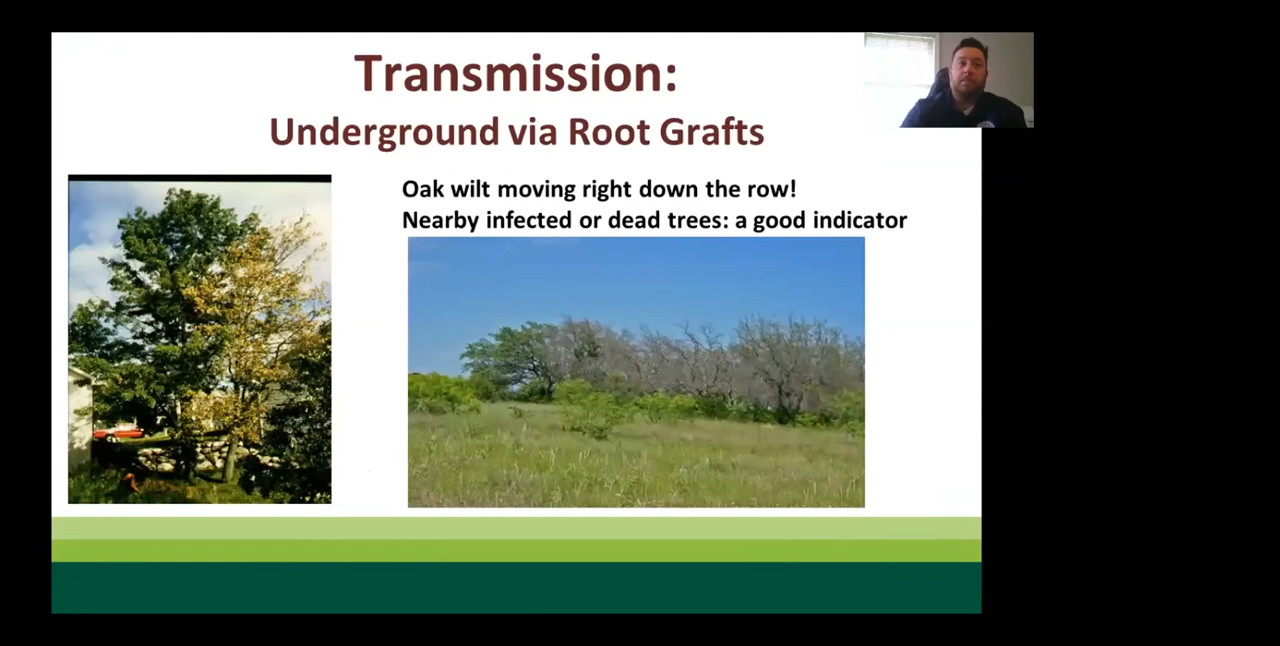 Transmission:
Underground via Root Grafts
Oak wilt moving right down the row!
Nearby infected or dead trees: a good indicator